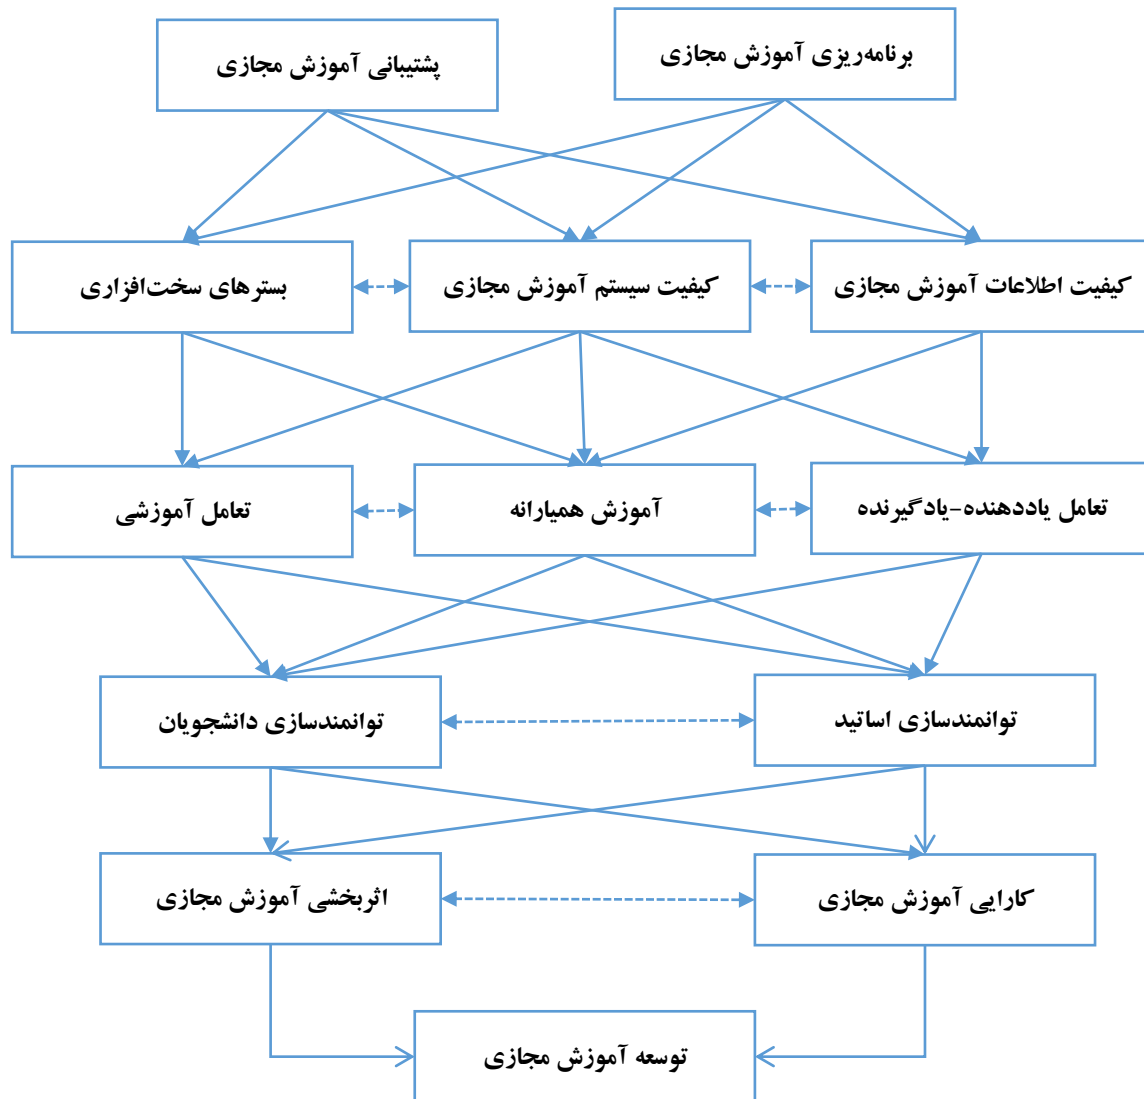 برنامه‌ریزی آموزش مجازی
پشتیبانی آموزش مجازی
کیفیت اطلاعات آموزش مجازی
کیفیت سیستم آموزش مجازی
بسترهای سخت‌افزاری
تعامل یاددهنده-یادگیرنده
آموزش همیارانه
تعامل آموزشی
توانمندسازی اساتید
توانمندسازی دانشجویان
کارایی آموزش مجازی
اثربخشی آموزش مجازی
توسعه آموزش مجازی